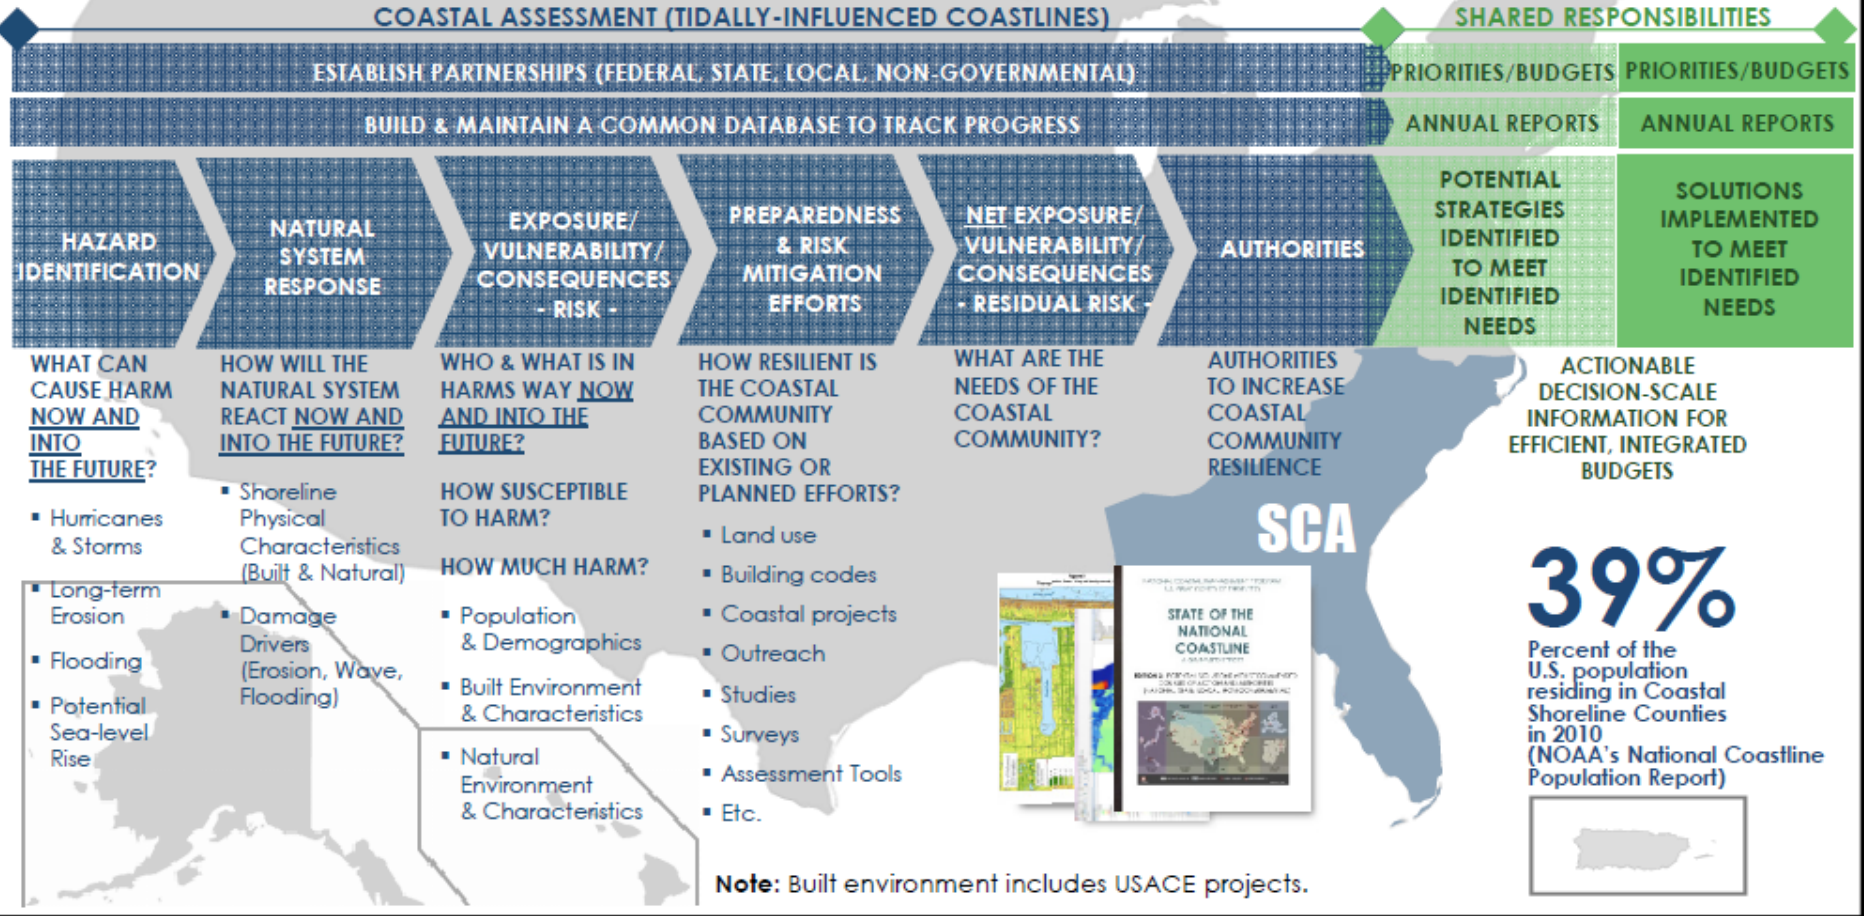 COASTAL ASSESSMENT (TIDALLY-INFLUENCED COASTLINES)
SHARED RESPONSIBILITIES
ESTABLISH PARTNERSHIPS (FEDERAL, STATE, LOCAL, NON-GOVERNMENTAL)
PRIORITIES/BUDGETS
PRIORITIES/BUDGETS
BUILD & MAINTAIN A COMMON DATABASE TO TRACK PROGRESS
ANNUAL REPORTS
ANNUAL REPORTS
HAZARD
IDENTIFICATION
NATURAL
SYSTEM
RESPONSE
EXPOSURE/
VULNERABILITY/
CONSEQUENCES
- RISK -
PREPAREDNESS
& RISK
MITIGATION
EFFORTS
NET EXPOSURE/
VULNERABILITY/
CONSEQUENCES
- RESIDUAL RISK -
AUTHORITIES
POTENTIAL
STRATEGIES
IDENTIFIED
TO MEET
IDENTIFIED
NEEDS
SOLUTIONS
IMPLEMENTED
TO MEET
IDENTIFIED
NEEDS
WHAT CAN
CAUSE HARM
NOW AND
INTO
THE FUTURE?
▪ Hurricanes
& Storms
▪ Long-term
Erosion
▪ Flooding
▪ Potential
Sea-level
Rise
HOW WILL THE
NATURAL SYSTEM
REACT NOW AND
INTO THE FUTURE?
▪ Shoreline
Physical
Characteristics
(Built & Natural)
▪ Damage
Drivers
(Erosion, Wave,
Flooding)
WHO & WHAT IS IN
HARMS WAY NOW
AND INTO THE
FUTURE?
HOW SUSCEPTIBLE
TO HARM?
HOW MUCH HARM?
▪ Population
& Demographics
▪ Built Environment
& Characteristics
▪ Natural
Environment
& Characteristics
HOW RESILIENT IS
THE COASTAL
COMMUNITY
BASED ON
EXISTING OR
PLANNED EFFORTS?
▪ Land use
▪ Building codes
▪ Coastal projects
▪ Outreach
▪ Studies
▪ Surveys
▪ Assessment Tools
▪ Etc.
WHAT ARE THE
NEEDS OF THE
COASTAL
COMMUNITY?
AUTHORITIES
TO INCREASE
COASTAL
COMMUNITY
RESILIENCE
SCA
STATE OF THE
NATIONAL
COASTLINE
ACTIONABLE
DECISION-SCALE
INFORMATION FOR
EFFICIENT, INTEGRATED
BUDGETS
39%
Percent of the
U.S. population
residing in Coastal
Shoreline Counties
in 2010
(NOAA's National Coastline
Population Report)
Note: Built environment includes USACE projects.